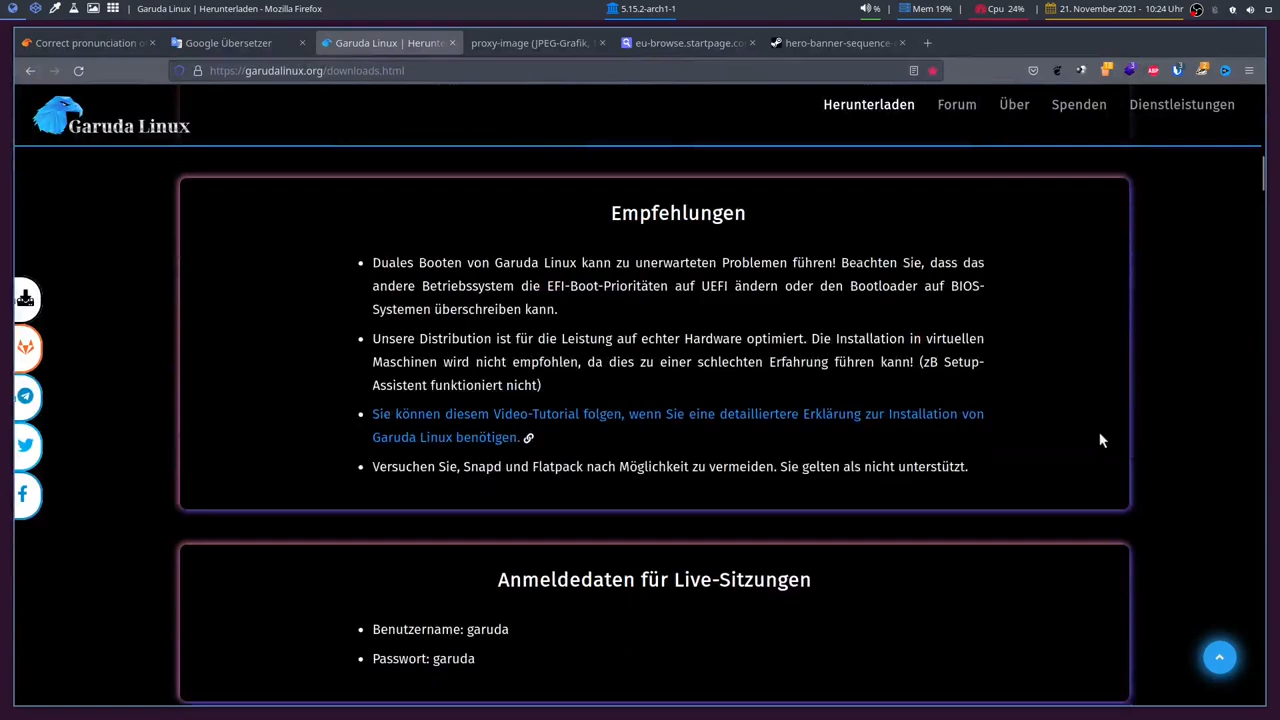 Garuda Linux | Herunterladen - Mozilla Firefox
5.15.2-arch1-1
%
Mem 19%
Cpu 24%
21. November 2021 - 10:24 Uhr
Correct pronunciation o
Google Übersetzer
Garuda Linux | Herunte
proxy-image (JPEG-Grafik,
eu-browse.startpage.co
hero-banner-sequence
https://garudalinux.org/downloads.html
ABP
Garuda Linux
Herunterladen
Forum
Über
Spenden
Dienstleistungen
Empfehlungen
Duales Booten von Garuda Linux kann zu unerwarteten Problemen führen! Beachten Sie, dass das
andere Betriebssystem die EFI-Boot-Prioritäten auf UEFI ändern oder den Bootloader auf BIOS-
Systemen überschreiben kann.
Unsere Distribution ist für die Leistung auf echter Hardware optimiert. Die Installation in virtuellen
Maschinen wird nicht empfohlen, da dies zu einer schlechten Erfahrung führen kann! (zB Setup-
Assistent funktioniert nicht)
Sie können diesem Video-Tutorial folgen, wenn Sie eine detailliertere Erklärung zur Installation von
Garuda Linux benötigen.
Versuchen Sie, Snapd und Flatpack nach Möglichkeit zu vermeiden. Sie gelten als nicht unterstützt.
Anmeldedaten für Live-Sitzungen
Benutzername: garuda
Passwort: garuda